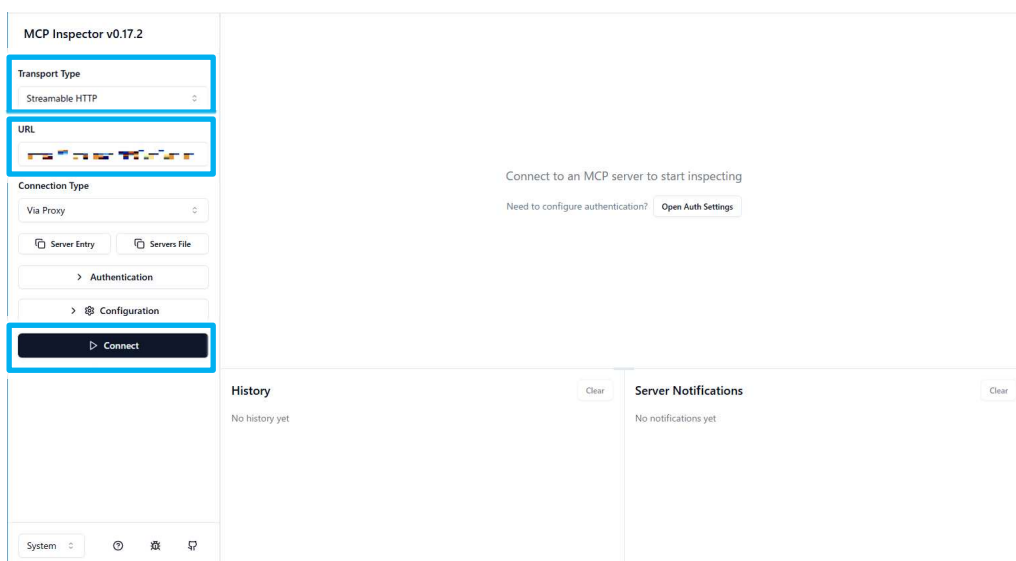 MCP Inspector v0.17.2
Transport Type
Streamable HTTP
URL
Connection Type
Via Proxy
Server Entry
Servers File
Authentication
Configuration
Connect
System
Connect to an MCP server to start inspecting
Need to configure authentication? Open Auth Settings
History
Clear
No history yet
Server Notifications
Clear
No notifications yet